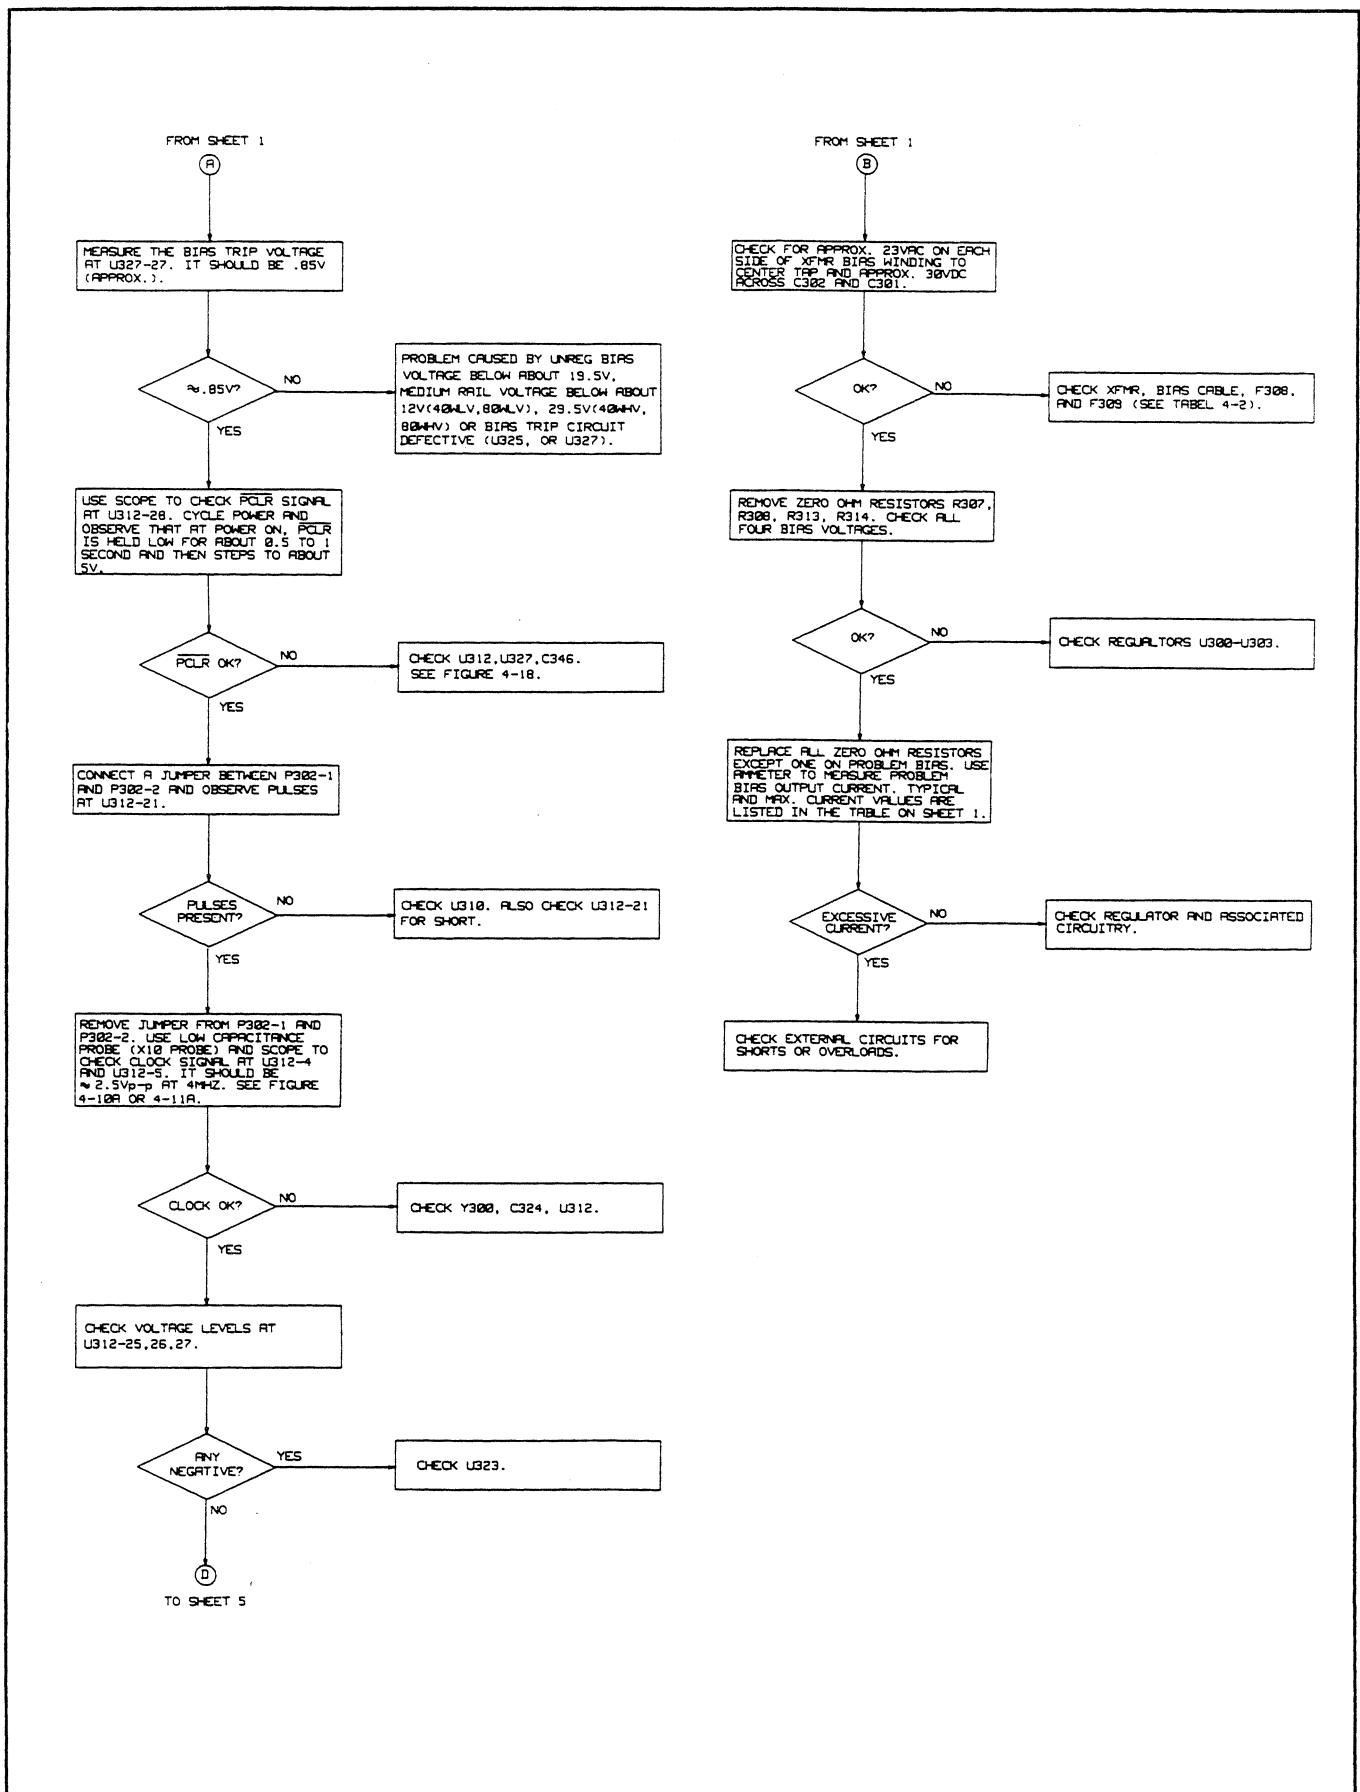 FROM SHEET 1
A
MEASURE THE BIAS TRIP VOLTAGE
AT U327-27. IT SHOULD BE .85V
(APPROX.).
≈.85V?
NO
YES
PROBLEM CAUSED BY UNREG BIAS
VOLTAGE BELOW ABOUT 19.5V,
MEDIUM RAIL VOLTAGE BELOW ABOUT
12V(40WLV,80WLV), 29.5V(40WHV,
80WHV) OR BIAS TRIP CIRCUIT
DEFECTIVE (U325, OR U327).
USE SCOPE TO CHECK PCLR SIGNAL
AT U312-28. CYCLE POWER AND
OBSERVE THAT AT POWER ON, PCLR
IS HELD LOW FOR ABOUT 0.5 TO 1
SECOND AND THEN STEPS TO ABOUT
5V.
PCLR OK?
NO
YES
CHECK U312,U327,C346.
SEE FIGURE 4-18.
CONNECT A JUMPER BETWEEN P302-1
AND P302-2 AND OBSERVE PULSES
AT U312-21.
PULSES
PRESENT?
NO
YES
CHECK U310. ALSO CHECK U312-21
FOR SHORT.
REMOVE JUMPER FROM P302-1 AND
P302-2. USE LOW CAPACITANCE
PROBE (X10 PROBE) AND SCOPE TO
CHECK CLOCK SIGNAL AT U312-4
AND U312-5. IT SHOULD BE
≈ 2.5Vp-p AT 4MHZ. SEE FIGURE
4-10A OR 4-11A.
CLOCK OK?
NO
YES
CHECK Y300, C324, U312.
CHECK VOLTAGE LEVELS AT
U312-25,26,27.
ANY
NEGATIVE?
YES
NO
CHECK U323.
D
TO SHEET 5
FROM SHEET 1
B
CHECK FOR APPROX. 23VAC ON EACH
SIDE OF XFMR BIAS WINDING TO
CENTER TAP AND APPROX. 30VDC
ACROSS C302 AND C301.
OK?
NO
YES
CHECK XFMR, BIAS CABLE, F308,
AND F309 (SEE TABEL 4-2).
REMOVE ZERO OHM RESISTORS R307,
R308, R313, R314. CHECK ALL
FOUR BIAS VOLTAGES.
OK?
NO
YES
CHECK REGUALTORS U300-U303.
REPLACE ALL ZERO OHM RESISTORS
EXCEPT ONE ON PROBLEM BIAS. USE
AMMETER TO MEASURE PROBLEM
BIAS OUTPUT CURRENT. TYPICAL
AND MAX. CURRENT VALUES ARE
LISTED IN THE TABLE ON SHEET 1.
EXCESSIVE
CURRENT?
NO
YES
CHECK REGULATOR AND ASSOCIATED
CIRCUITRY.
CHECK EXTERNAL CIRCUITS FOR
SHORTS OR OVERLOADS.